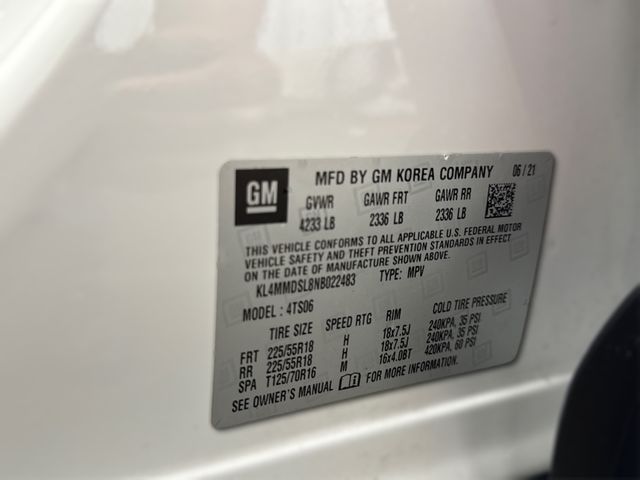 GM
MFD BY GM KOREA COMPANY 06/21
GVWR GAWR FRT GAWR RR
4233 LB 2336 LB 2336 LB
THIS VEHICLE CONFORMS TO ALL APPLICABLE U.S. FEDERAL MOTOR
VEHICLE SAFETY AND THEFT PREVENTION STANDARDS IN EFFECT
ON THE DATE OF MANUFACTURE SHOWN ABOVE.
KL4MMDSL8NB022483 TYPE: MPV
MODEL : 4TS06
TIRE SIZE SPEED RTG RIM COLD TIRE PRESSURE
FRT 225/55R18 H 18x7.5J 240KPA, 35 PSI
RR 225/55R18 H 18x7.5J 240KPA, 35 PSI
SPA T125/70R16 M 16x4.0BT 420KPA, 60 PSI
SEE OWNER'S MANUAL FOR MORE INFORMATION.